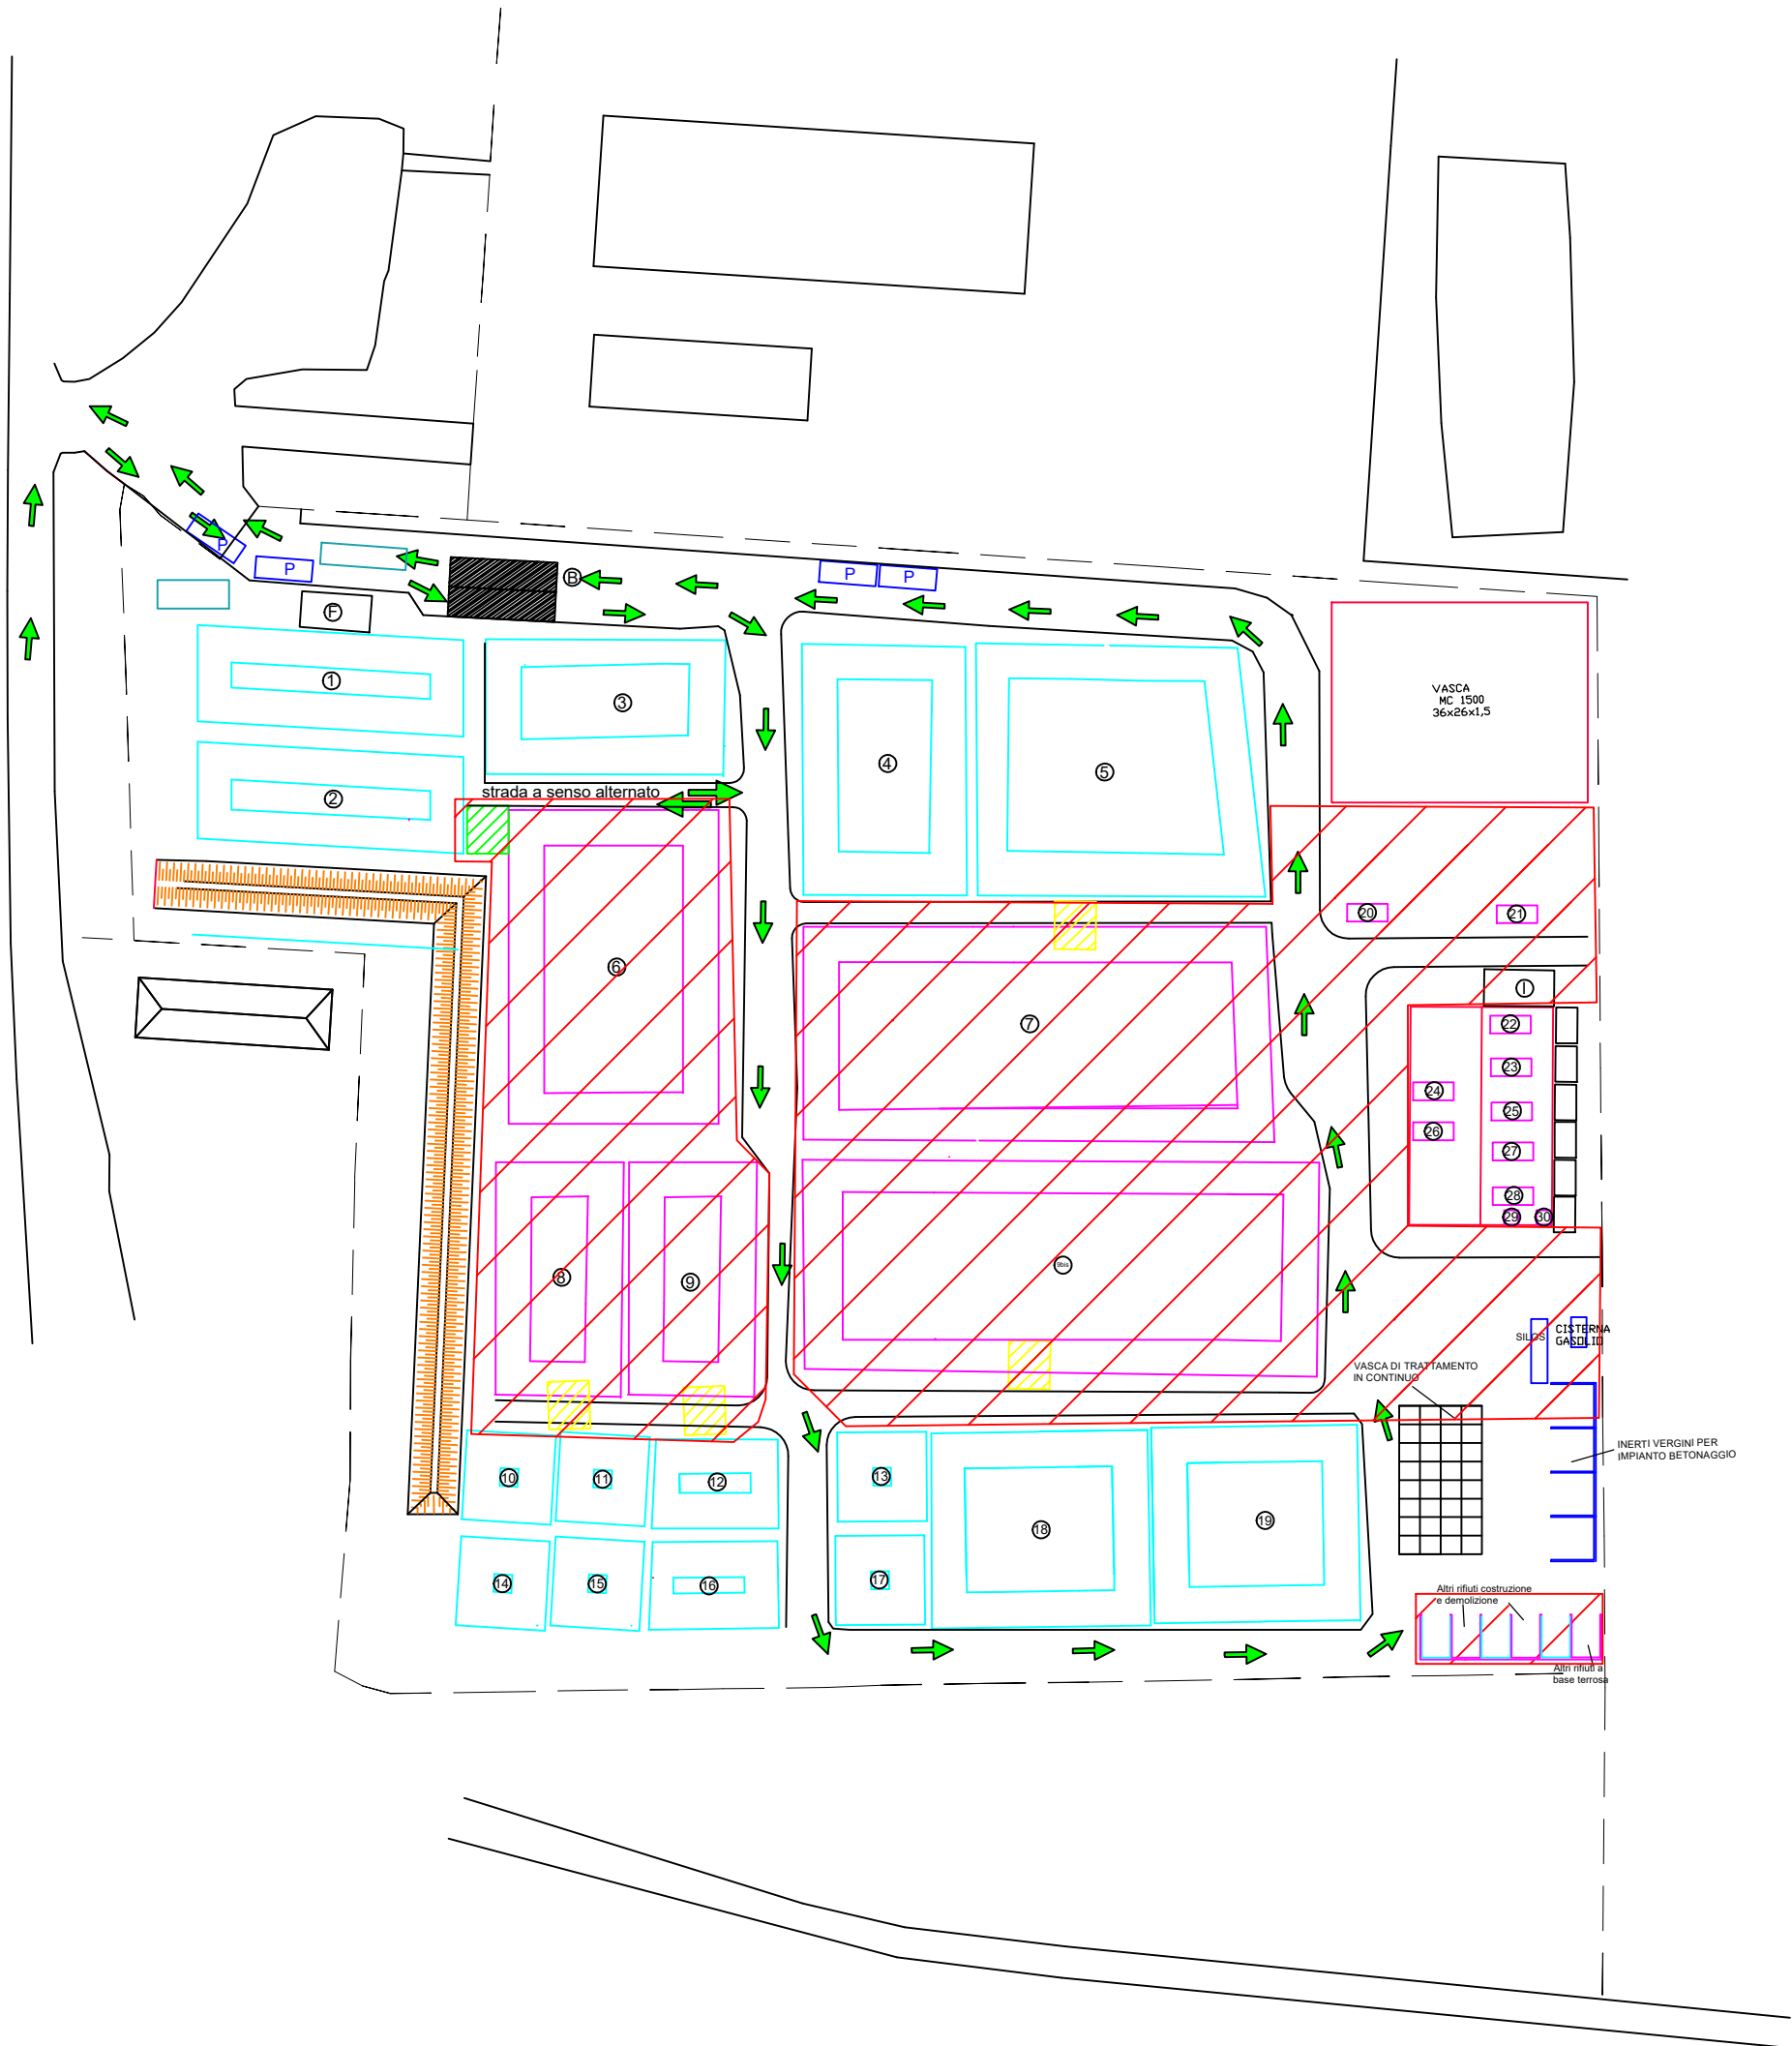 P
P
B
P
P
F
1
3
VASCA
MC 1500
36x26x1,5
4
5
strada a senso alternato
2
20
21
6
I
7
22
23
24
25
26
27
28
29
30
9bis
8
9
SILOS
CISTERNA
GASOLIO
VASCA DI TRATTAMENTO
IN CONTINUO
INERTI VERGINI PER
IMPIANTO BETONAGGIO
10
11
12
13
18
19
14
15
16
17
Altri rifiuti costruzione
e demolizione
Altri rifiuti a
base terrosa